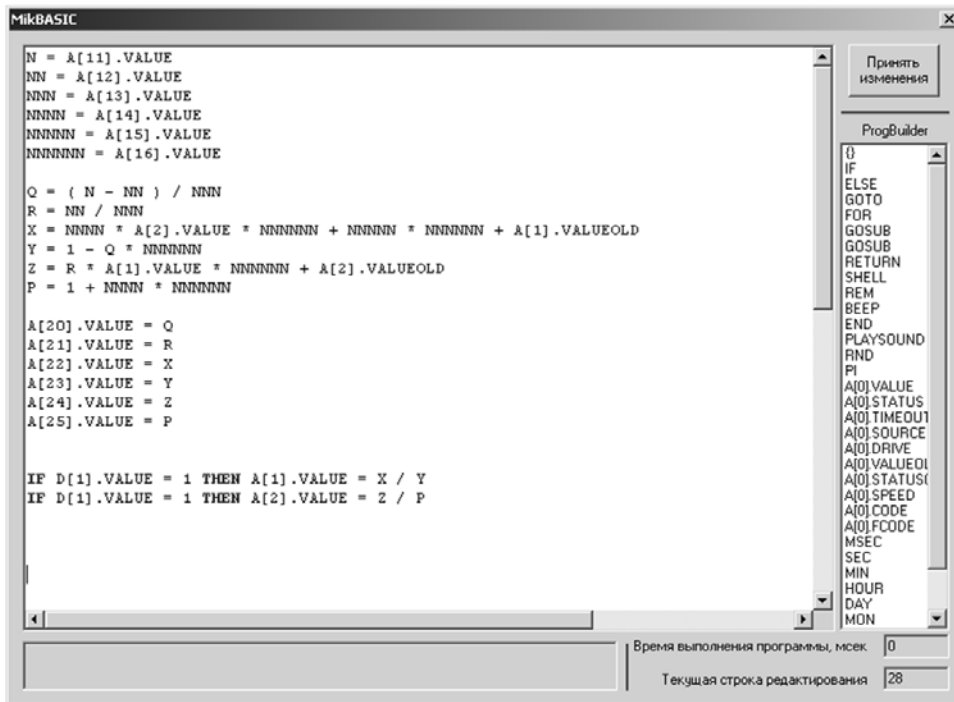 MikBASIC
N = A[11].VALUE
NN = A[12].VALUE
NNN = A[13].VALUE
NNNN = A[14].VALUE
NNNNN = A[15].VALUE
NNNNNN = A[16].VALUE
Q = ( N - NN ) / NNN
R = NN / NNN
X = NNNN * A[2].VALUE * NNNNNN + NNNNN * NNNNNN + A[1].VALUEOLD
Y = 1 - Q * NNNNNN
Z = R * A[1].VALUE * NNNNNN + A[2].VALUEOLD
P = 1 + NNNN * NNNNNN
A[20].VALUE = Q
A[21].VALUE = R
A[22].VALUE = X
A[23].VALUE = Y
A[24].VALUE = Z
A[25].VALUE = P
IF D[1].VALUE = 1 THEN A[1].VALUE = X / Y
IF D[1].VALUE = 1 THEN A[2].VALUE = Z / P
Принять
изменения
ProgBuilder
{}
IF
ELSE
GOTO
FOR
GOSUB
GOSUB
RETURN
SHELL
REM
BEEP
END
PLAYSOUND
RND
PI
A[0].VALUE
A[0].STATUS
A[0].TIMEOUT
A[0].SOURCE
A[0].DRIVE
A[0].VALUEOL
A[0].STATUS
A[0].SPEED
A[0].CODE
A[0].FCODE
MSEC
SEC
MIN
HOUR
DAY
MON
Время выполнения программы, мсек 0
Текущая строка редактирования 28